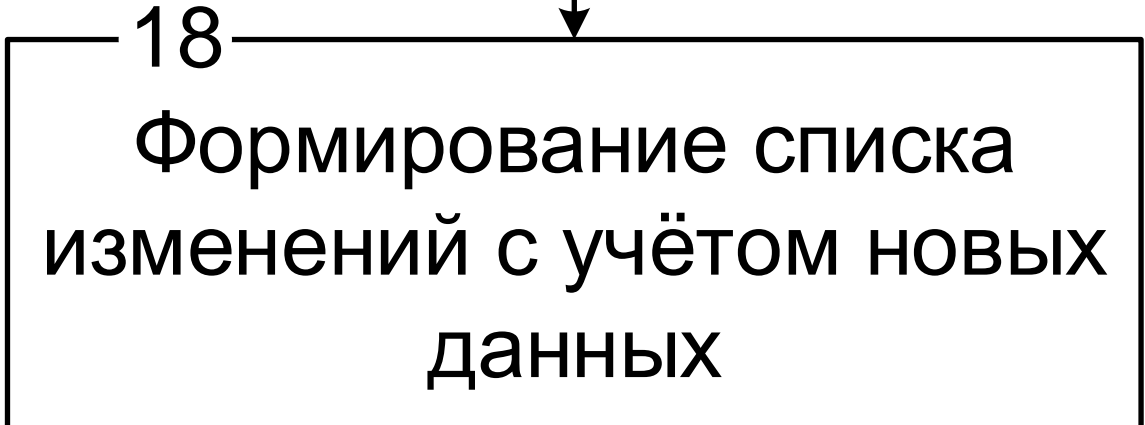 18
Формирование списка
изменений с учётом новых
данных